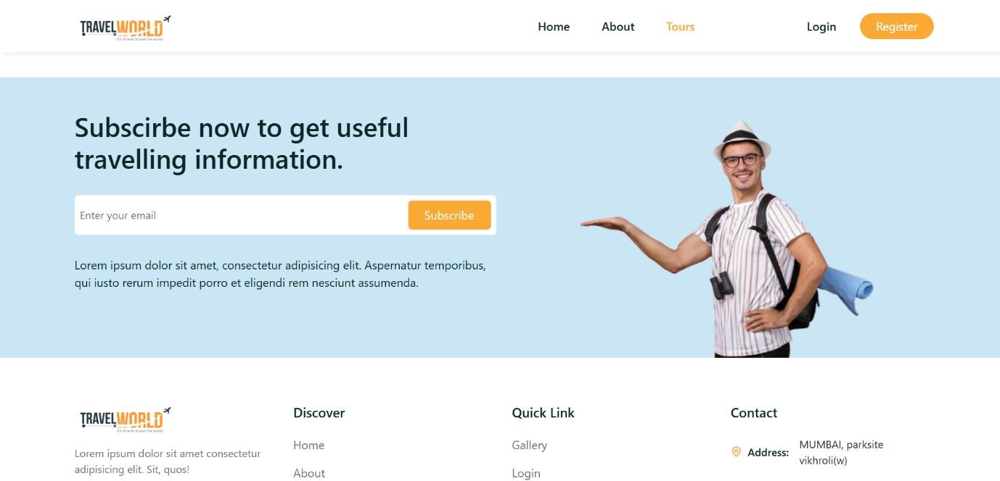 TRAVELWORLD
It's time to travel the world
Home About Tours Login Register
Subscirbe now to get useful
travelling information.
Enter your email Subscribe
Lorem ipsum dolor sit amet, consectetur adipisicing elit. Aspernatur temporibus,
qui iusto rerum impedit porro et eligendi rem nesciunt assumenda.
TRAVELWORLD
It's time to travel the world
Lorem ipsum dolor sit amet consectetur
adipisicing elit. Sit, quos!
Discover
Home
About
Quick Link
Gallery
Login
Contact
Address: MUMBAI, parksite
vikhroli(w)